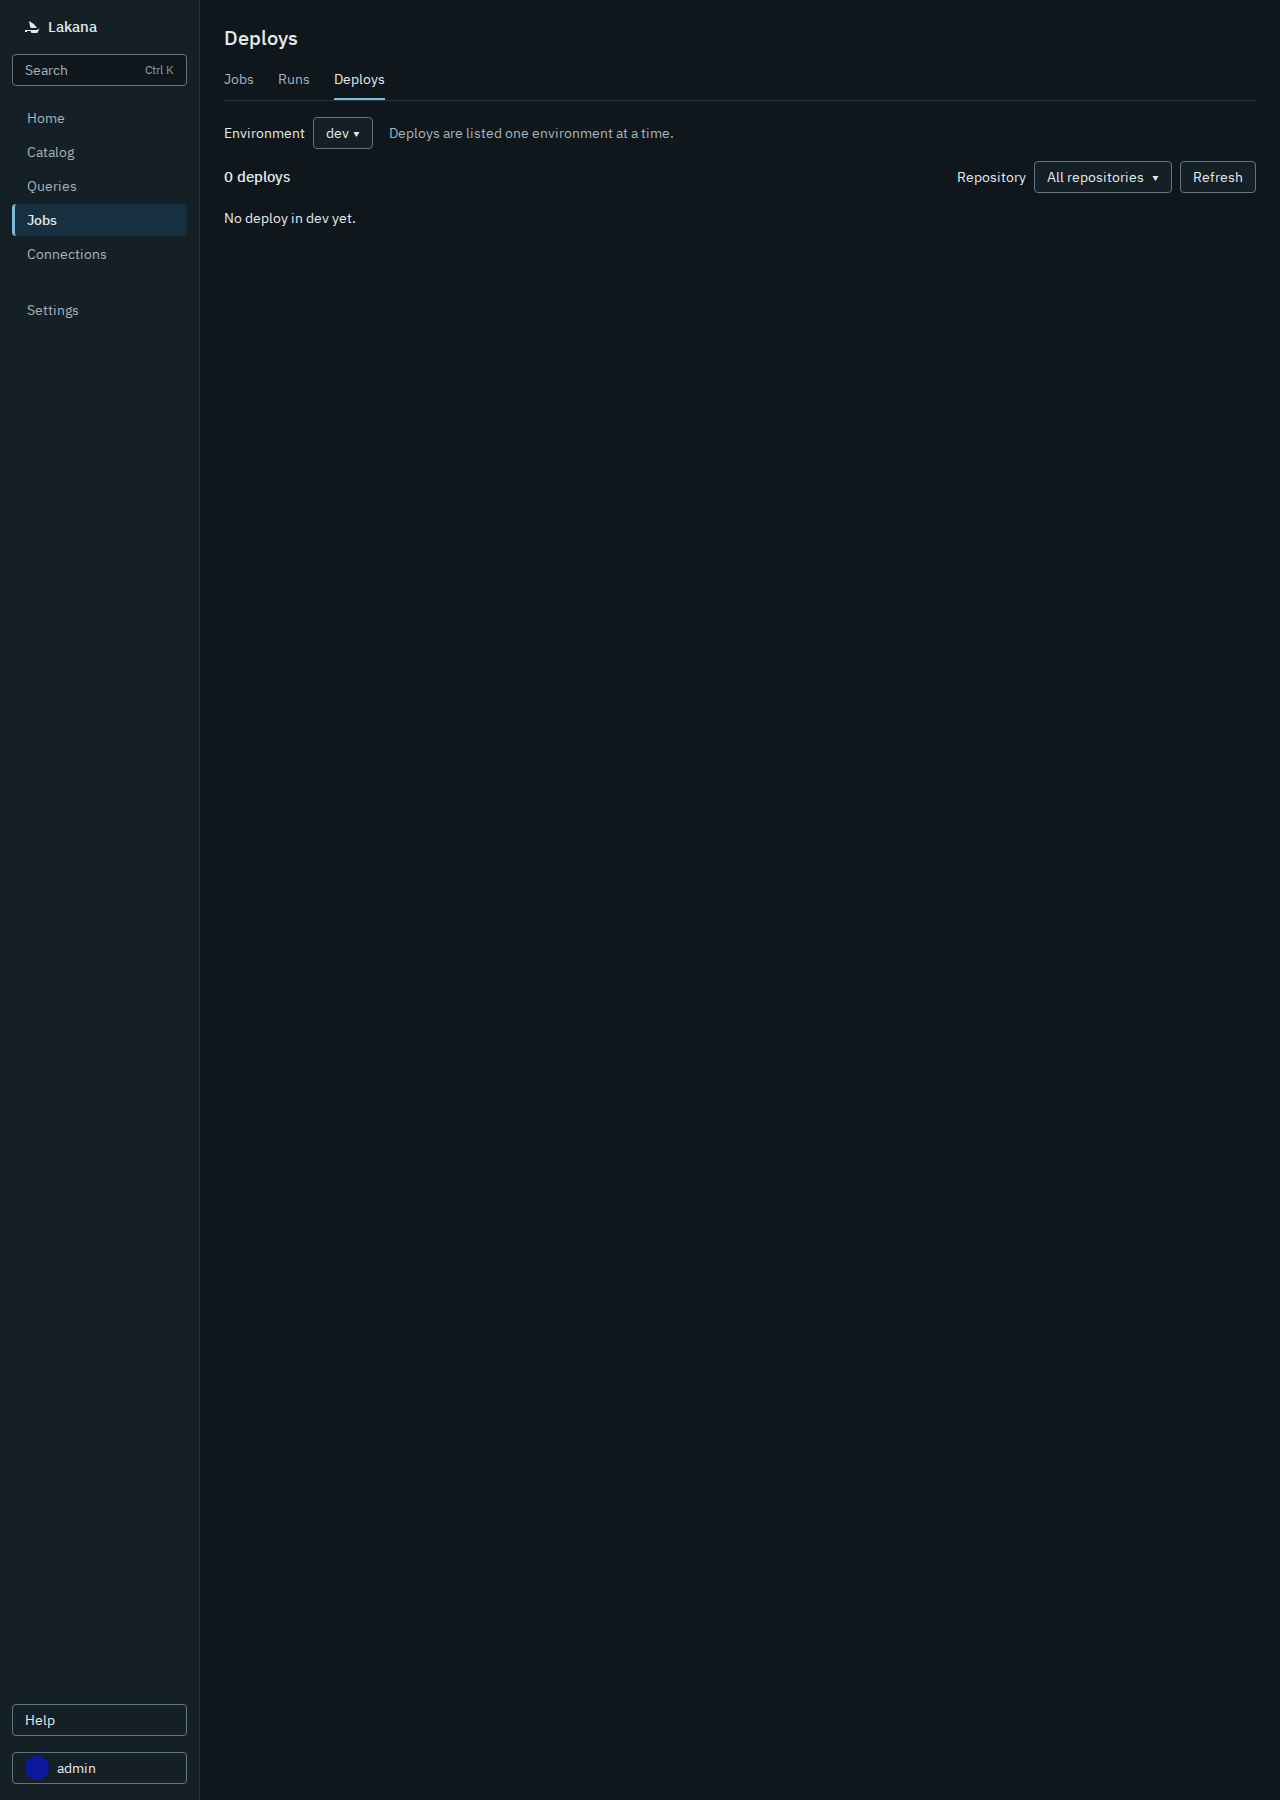 Lakana
Search Ctrl K
Home
Catalog
Queries
Jobs
Connections
Settings
Help
admin
Deploys
Jobs Runs Deploys
Environment dev ▾ Deploys are listed one environment at a time.
0 deploys Repository All repositories ▾ Refresh
No deploy in dev yet.